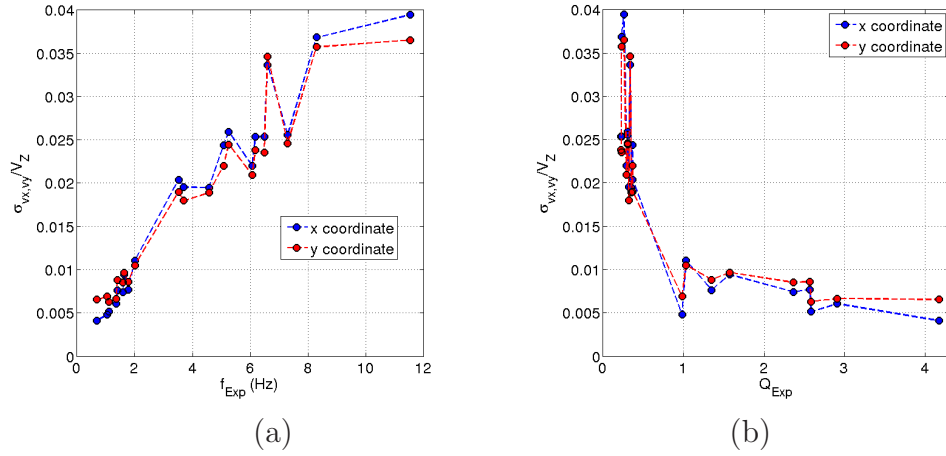 0.04
0.035
0.03
0.025
0.02
0.015
0.01
0.005
0
0 2 4 6 8 10 12
σvx,vy/VZ
fExp (Hz)
x coordinate
y coordinate
(a)
0.04
0.035
0.03
0.025
0.02
0.015
0.01
0.005
0
0 1 2 3 4
σvx,vy/VZ
QExp
x coordinate
y coordinate
(b)